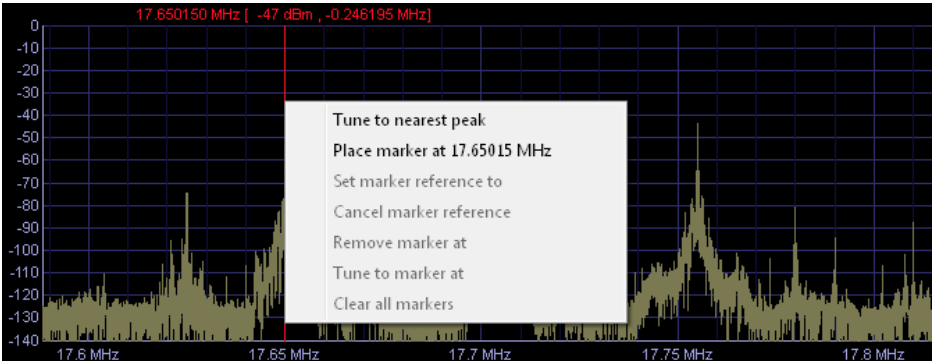 17.650150 MHz [ -47 dBm , -0.246195 MHz]
0
-10
-20
-30
-40
-50
-60
-70
-80
-90
-100
-110
-120
-130
-140
Tune to nearest peak
Place marker at 17.65015 MHz
Set marker reference to
Cancel marker reference
Remove marker at
Tune to marker at
Clear all markers
17.6 MHz 17.65 MHz 17.7 MHz 17.75 MHz 17.8 MHz